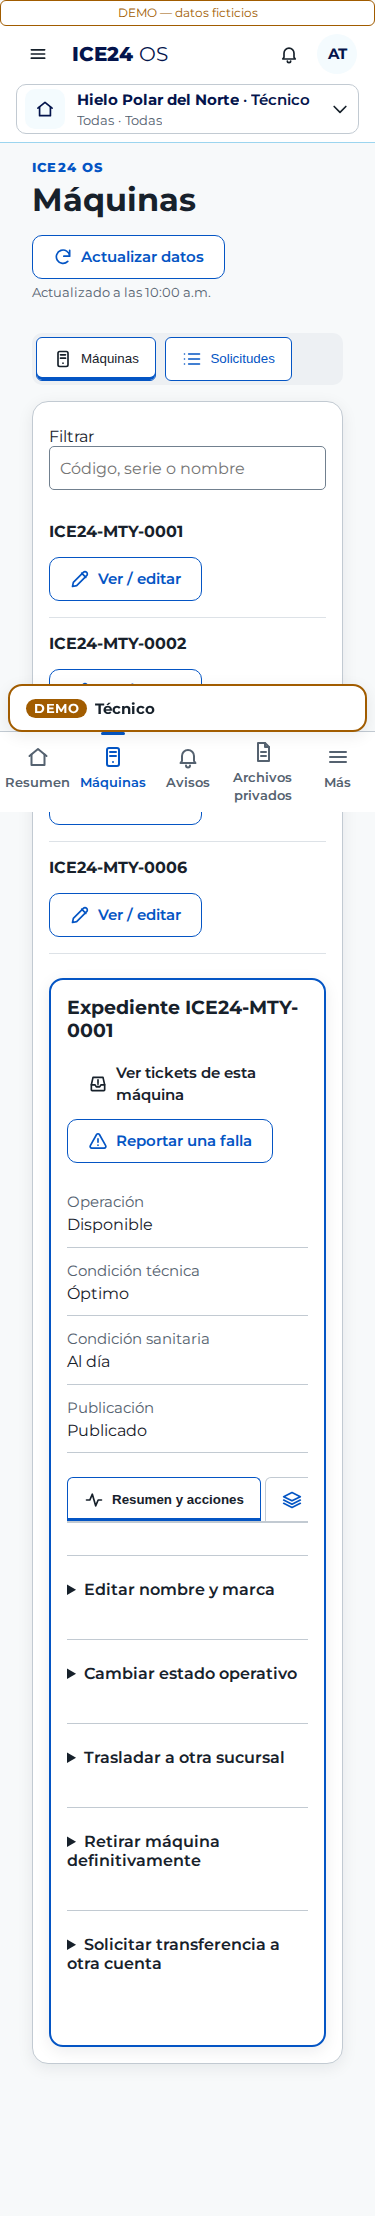 DEMO — datos ficticios
ICE24 OS
AT
Hielo Polar del Norte · Técnico
Todas · Todas
ICE24 OS
Máquinas
Actualizar datos
Actualizado a las 10:00 a.m.
Máquinas
Solicitudes
Filtrar
Código, serie o nombre
ICE24-MTY-0001
Ver / editar
ICE24-MTY-0002
DEMO Técnico
Resumen
Máquinas
Avisos
Archivos
privados
Más
ICE24-MTY-0006
Ver / editar
Expediente ICE24-MTY-
0001
Ver tickets de esta
máquina
Reportar una falla
Operación
Disponible
Condición técnica
Óptimo
Condición sanitaria
Al día
Publicación
Publicado
Resumen y acciones
Editar nombre y marca
Cambiar estado operativo
Trasladar a otra sucursal
Retirar máquina
definitivamente
Solicitar transferencia a
otra cuenta